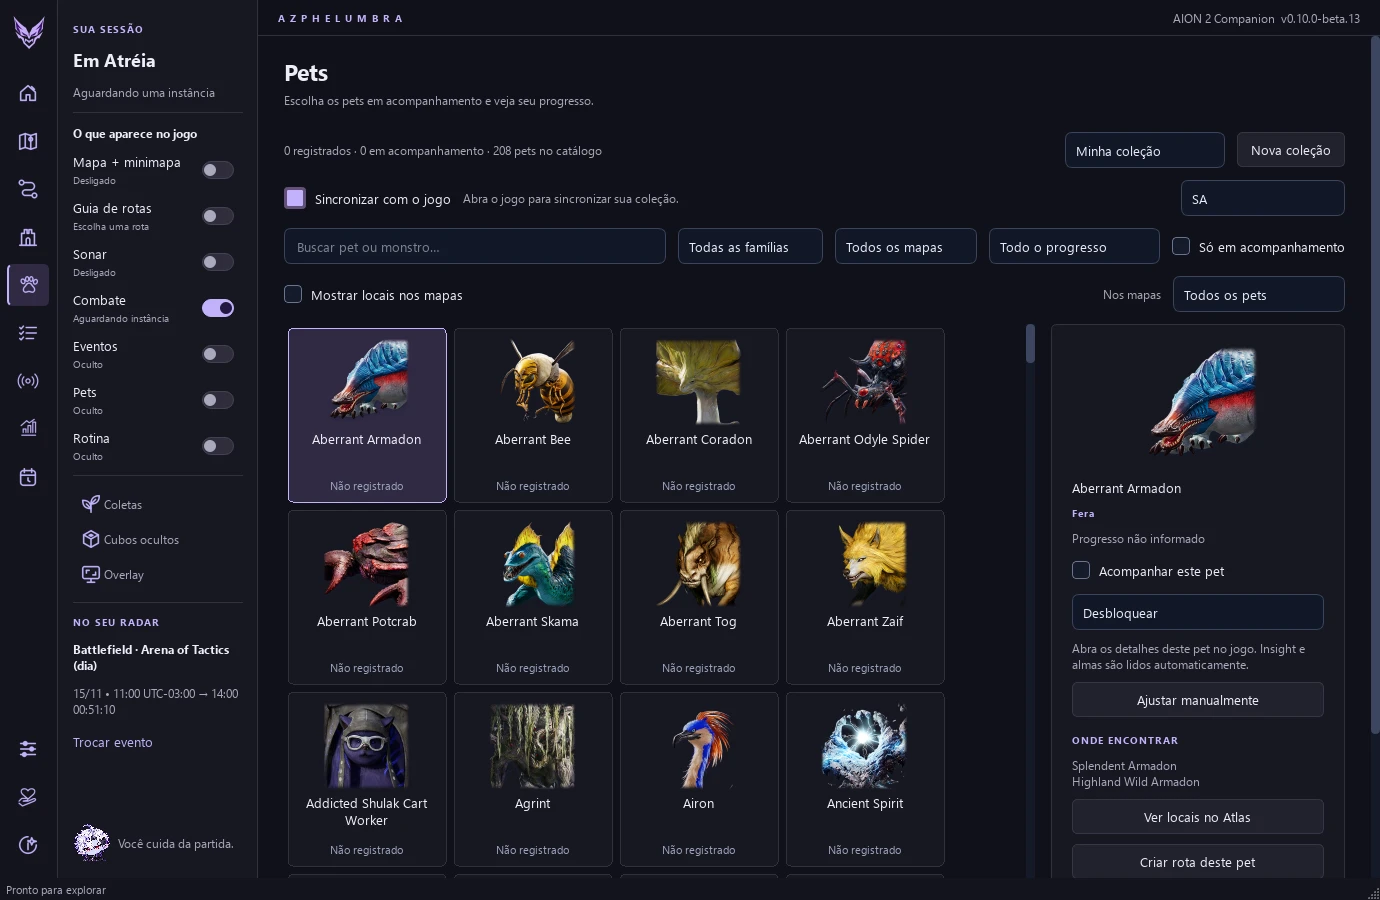 AZPHELUMBRA
AION 2 Companion v0.10.0-beta.13
SUA SESSÃO
Em Atréia
Aguardando uma instância
O que aparece no jogo
Mapa + minimapa
Desligado
Guia de rotas
Escolha uma rota
Sonar
Desligado
Combate
Aguardando instância
Eventos
Oculto
Pets
Oculto
Rotina
Oculto
Coletas
Cubos ocultos
Overlay
NO SEU RADAR
Battlefield · Arena of Tactics
(dia)
15/11 • 11:00 UTC-03:00 → 14:00
00:51:10
Trocar evento
Você cuida da partida.
Pronto para explorar
Pets
Escolha os pets em acompanhamento e veja seu progresso.
0 registrados · 0 em acompanhamento · 208 pets no catálogo
Minha coleção
Nova coleção
Sincronizar com o jogo
Abra o jogo para sincronizar sua coleção.
SA
Buscar pet ou monstro...
Todas as famílias
Todos os mapas
Todo o progresso
Só em acompanhamento
Mostrar locais nos mapas
Nos mapas
Todos os pets
Aberrant Armadon
Não registrado
Aberrant Bee
Não registrado
Aberrant Coradon
Não registrado
Aberrant Odyle Spider
Não registrado
Aberrant Potcrab
Não registrado
Aberrant Skama
Não registrado
Aberrant Tog
Não registrado
Aberrant Zaif
Não registrado
Addicted Shulak Cart
Worker
Não registrado
Agrint
Não registrado
Airon
Não registrado
Ancient Spirit
Não registrado
Aberrant Armadon
Fera
Progresso não informado
Acompanhar este pet
Desbloquear
Abra os detalhes deste pet no jogo. Insight e
almas são lidos automaticamente.
Ajustar manualmente
ONDE ENCONTRAR
Splendent Armadon
Highland Wild Armadon
Ver locais no Atlas
Criar rota deste pet